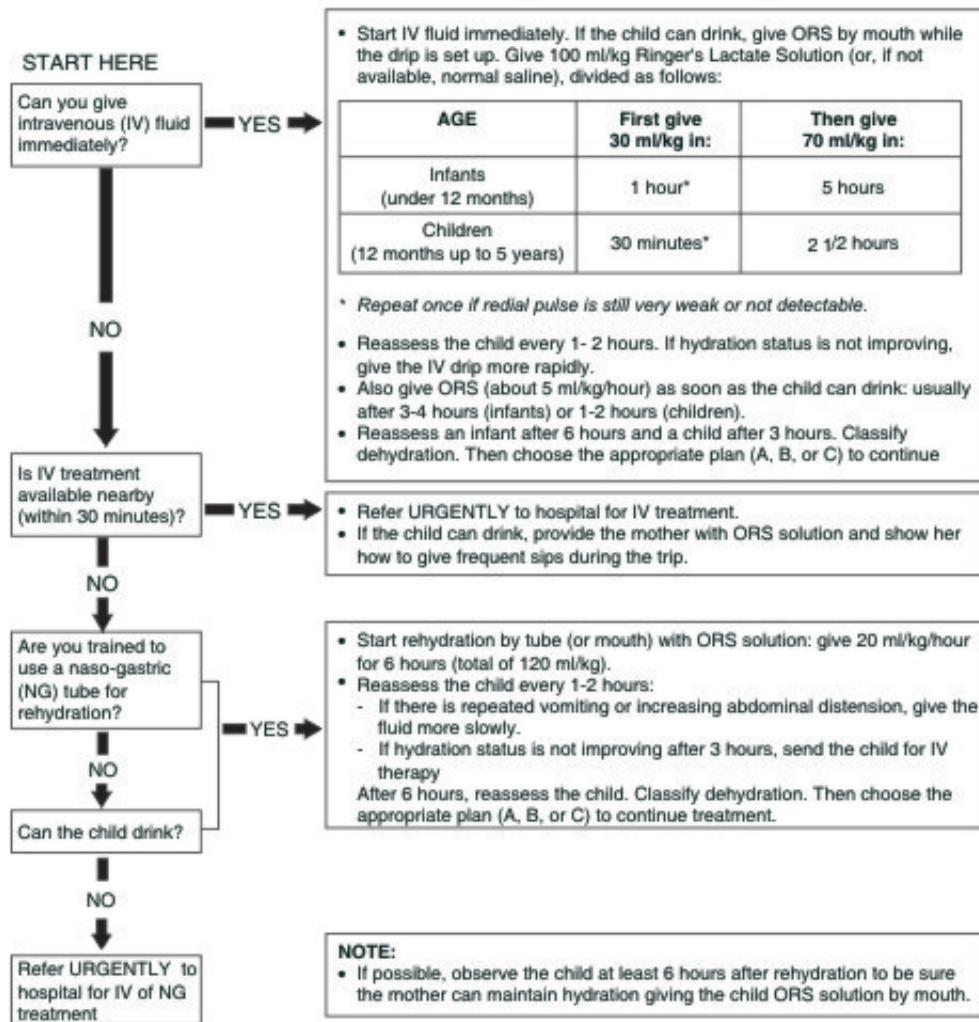 START HERE
Can you give
intravenous (IV) fluid
immediately?
YES
• Start IV fluid immediately. If the child can drink, give ORS by mouth while
the drip is set up. Give 100 ml/kg Ringer's Lactate Solution (or, if not
available, normal saline), divided as follows:
AGE
First give
30 ml/kg in:
Then give
70 ml/kg in:
Infants
(under 12 months)
1 hour*
5 hours
Children
(12 months up to 5 years)
30 minutes*
2 1/2 hours
* Repeat once if redial pulse is still very weak or not detectable.
• Reassess the child every 1- 2 hours. If hydration status is not improving,
give the IV drip more rapidly.
• Also give ORS (about 5 ml/kg/hour) as soon as the child can drink: usually
after 3-4 hours (infants) or 1-2 hours (children).
• Reassess an infant after 6 hours and a child after 3 hours. Classify
dehydration. Then choose the appropriate plan (A, B, or C) to continue
NO
Is IV treatment
available nearby
(within 30 minutes)?
YES
• Refer URGENTLY to hospital for IV treatment.
• If the child can drink, provide the mother with ORS solution and show her
how to give frequent sips during the trip.
NO
Are you trained to
use a naso-gastric
(NG) tube for
rehydration?
NO
Can the child drink?
YES
• Start rehydration by tube (or mouth) with ORS solution: give 20 ml/kg/hour
for 6 hours (total of 120 ml/kg).
• Reassess the child every 1-2 hours:
- If there is repeated vomiting or increasing abdominal distension, give the
fluid more slowly.
- If hydration status is not improving after 3 hours, send the child for IV
therapy
After 6 hours, reassess the child. Classify dehydration. Then choose the
appropriate plan (A, B, or C) to continue treatment.
NO
Refer URGENTLY to
hospital for IV of NG
treatment
NOTE:
• If possible, observe the child at least 6 hours after rehydration to be sure
the mother can maintain hydration giving the child ORS solution by mouth.